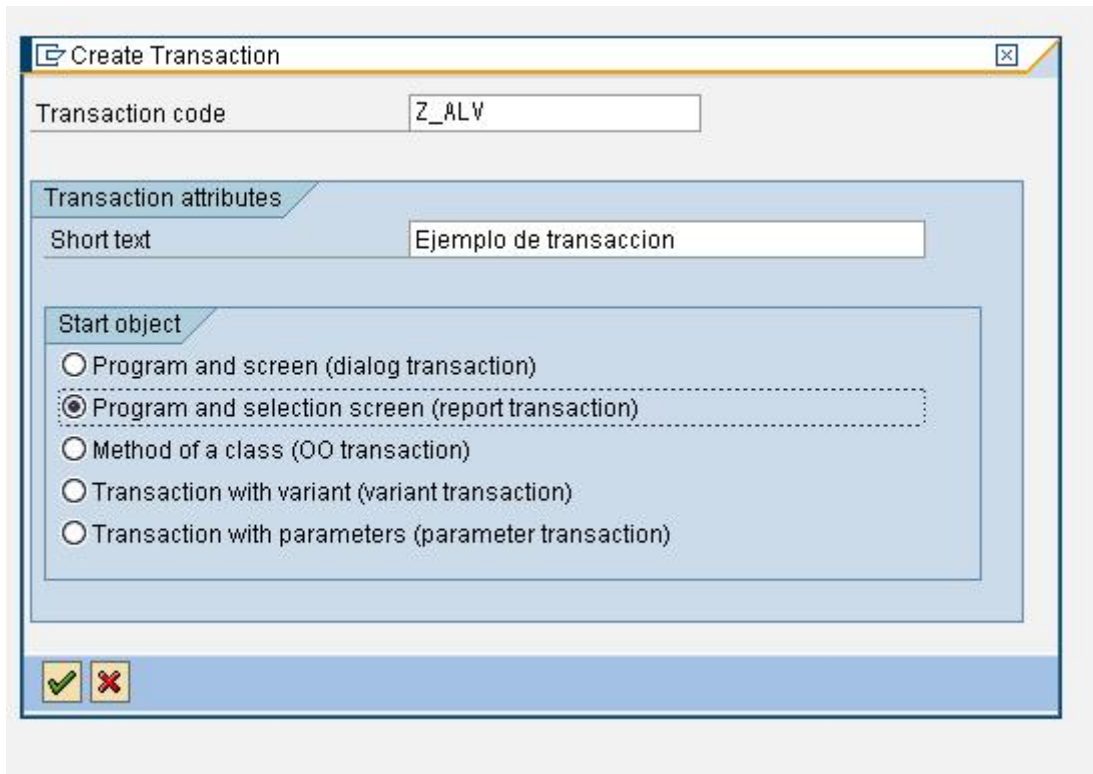 Create Transaction
Transaction code Z_ALV
Transaction attributes
Short text Ejemplo de transaccion
Start object
Program and screen (dialog transaction)
Program and selection screen (report transaction)
Method of a class (OO transaction)
Transaction with variant (variant transaction)
Transaction with parameters (parameter transaction)